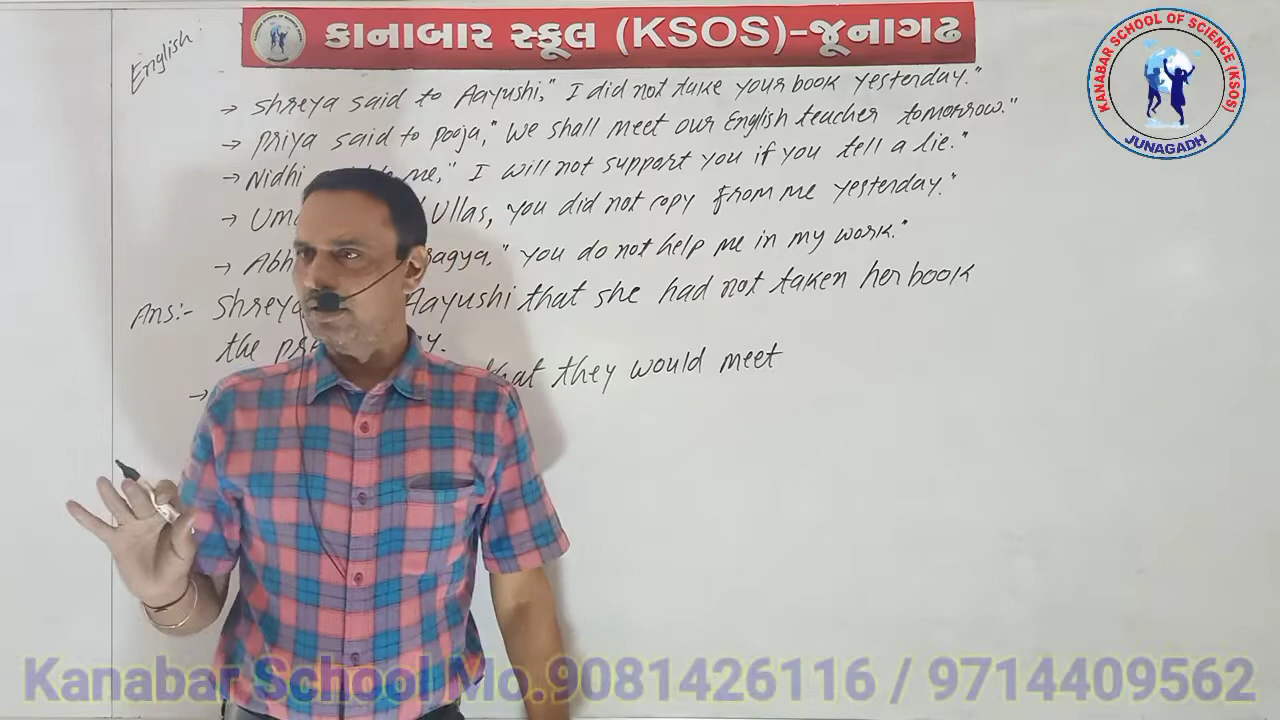 English:
કાનાબાર સ્કૂલ (KSOS)-જૂનાગઢ
KANABAR SCHOOL OF SCIENCE (KSOS)
JUNAGADH
→ Shreya said to Aayushi," I did not take your book yesterday."
→ Priya said to Pooja," We shall meet our English teacher tomorrow."
→ Nidhi me," I will not support you if you tell a lie."
→ Ullas, you did not copy from me yesterday."
→ you do not help me in my work."
Ans:- Shreya Aayushi that she had not taken her book
the
→ that they would meet
Kanabar School Mo.9081426116 / 9714409562